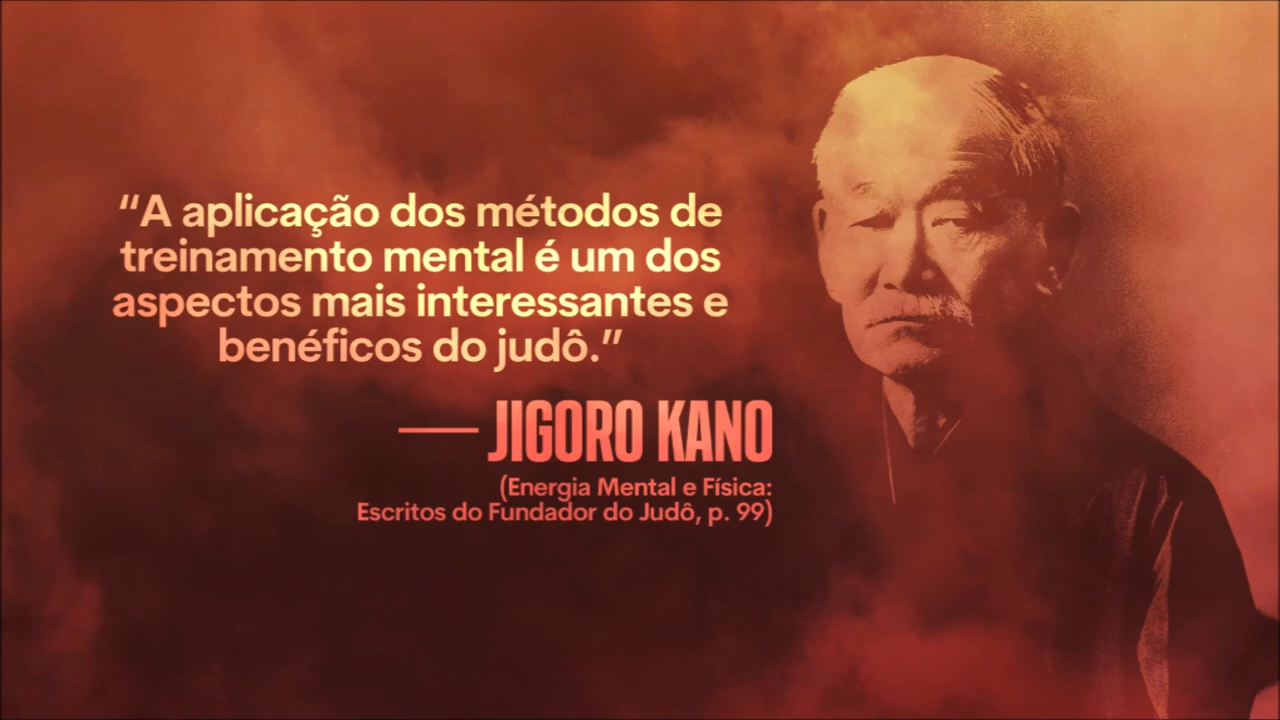 “A aplicação dos métodos de
treinamento mental é um dos
aspectos mais interessantes e
benéficos do judô.”
— JIGORO KANO
(Energia Mental e Física:
Escritos do Fundador do Judô, p. 99)